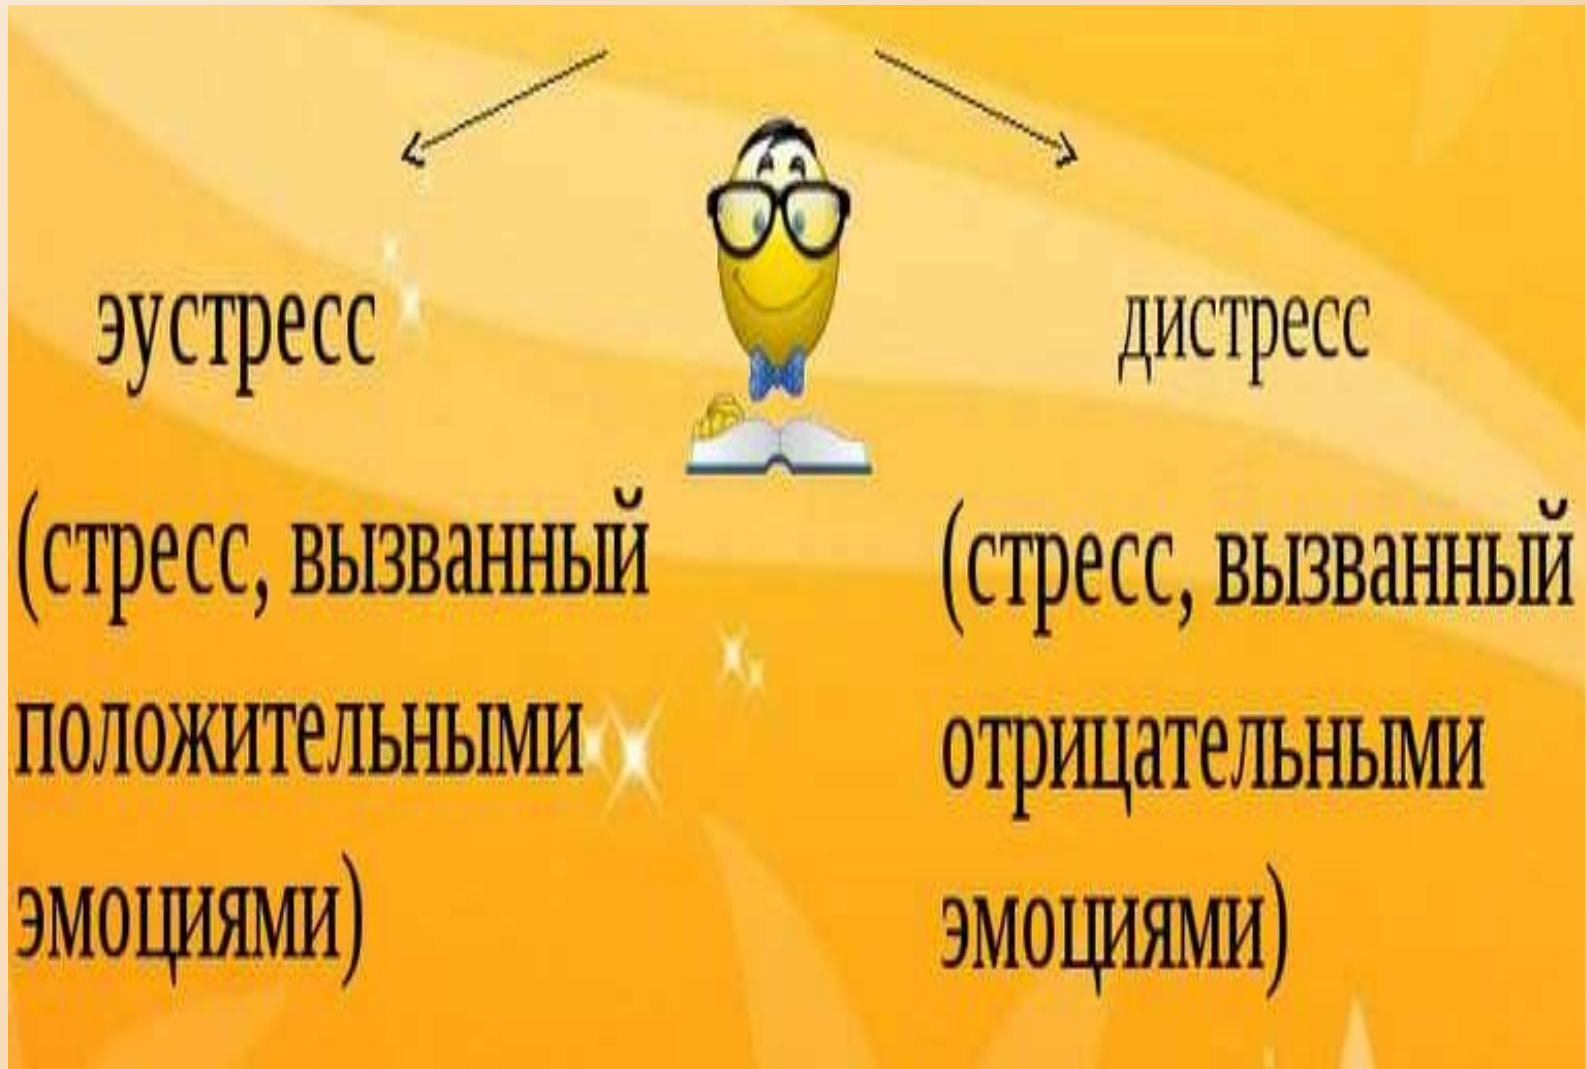 эустресс
(стресс, вызванный
положительными
эмоциями)
дистресс
(стресс, вызванный
отрицательными
эмоциями)